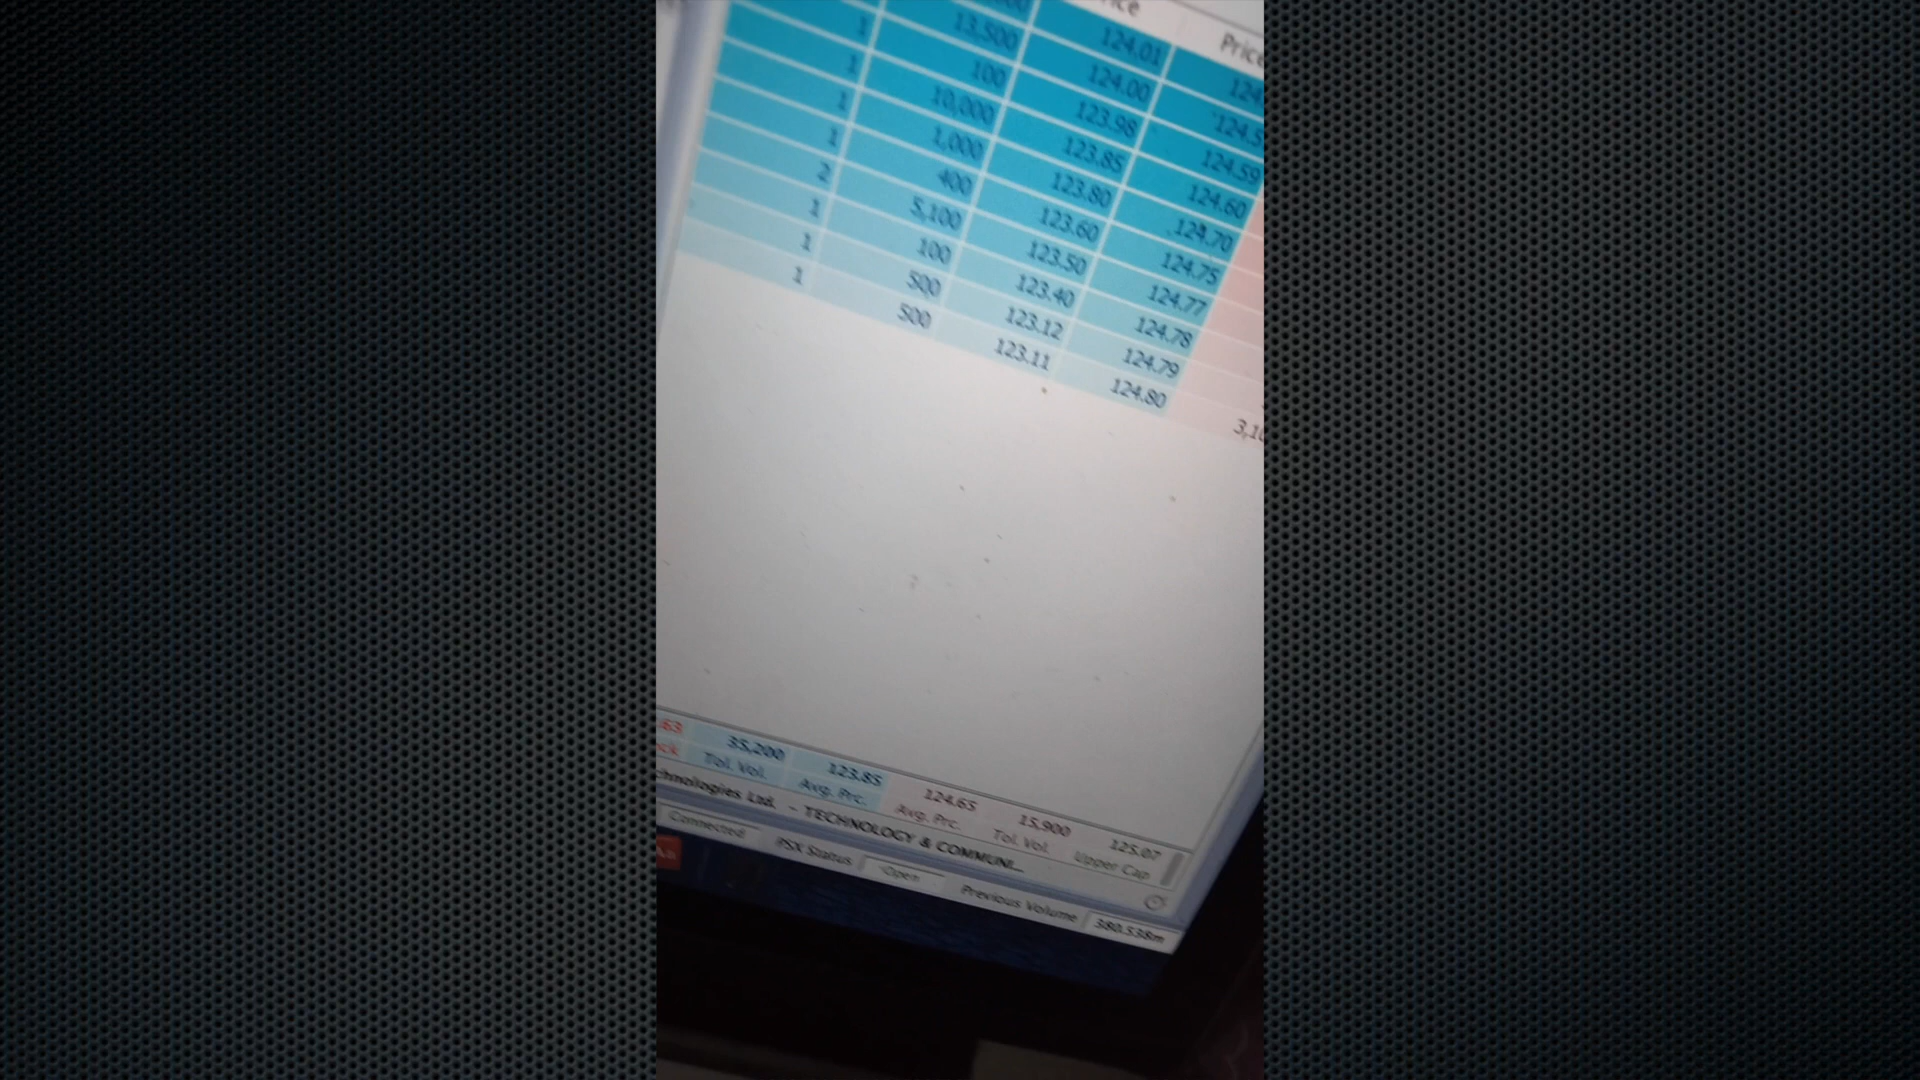 Price
13,500 124.01 124.5
1 100 124.00 124.59
1 10,000 123.98 124.60
1 1,000 123.85 124.70
1 400 123.80 124.75
2 5,100 123.60 124.77
1 100 123.50 124.78
1 500 123.40 124.79
1 500 123.12 124.80
123.11
35,200 123.85 124.65 15,900 125.07
Tol. Vol. Avg. Prc. Avg. Prc. Tol. Vol. Upper Cap
Ltd. - TECHNOLOGY & COMMUNI...
Connected PSX Status Open Previous Volume 380.538m